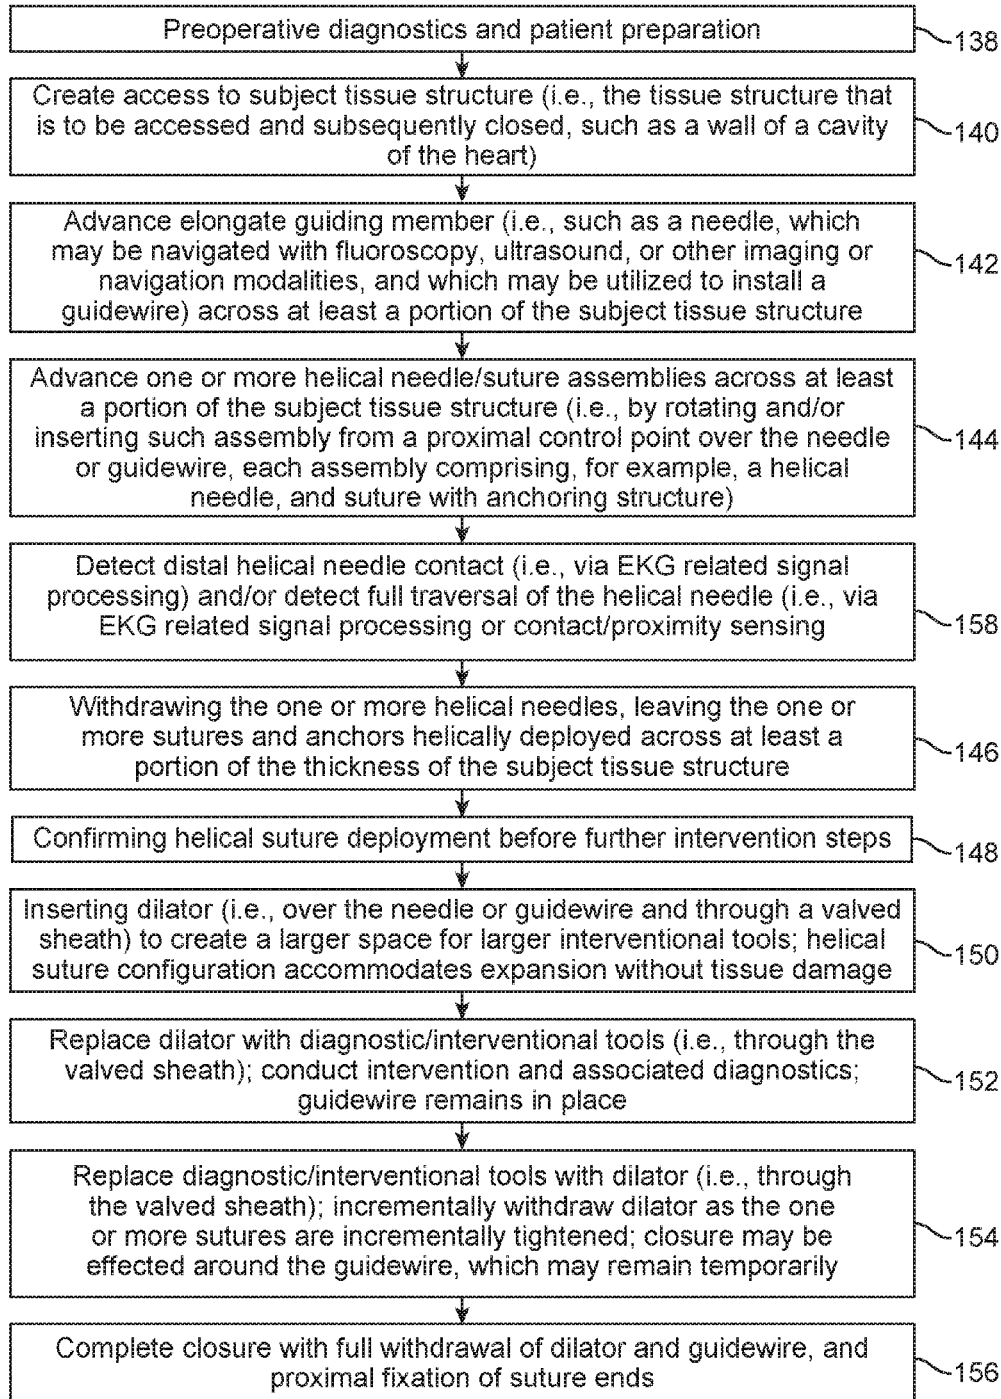 Preoperative diagnostics and patient preparation
138
Create access to subject tissue structure (i.e., the tissue structure that
is to be accessed and subsequently closed, such as a wall of a cavity
of the heart)
140
Advance elongate guiding member (i.e., such as a needle, which
may be navigated with fluoroscopy, ultrasound, or other imaging or
navigation modalities, and which may be utilized to install a
guidewire) across at least a portion of the subject tissue structure
142
Advance one or more helical needle/suture assemblies across at least
a portion of the subject tissue structure (i.e., by rotating and/or
inserting such assembly from a proximal control point over the needle
or guidewire, each assembly comprising, for example, a helical
needle, and suture with anchoring structure)
144
Detect distal helical needle contact (i.e., via EKG related signal
processing) and/or detect full traversal of the helical needle (i.e., via
EKG related signal processing or contact/proximity sensing
158
Withdrawing the one or more helical needles, leaving the one or
more sutures and anchors helically deployed across at least a
portion of the thickness of the subject tissue structure
146
Confirming helical suture deployment before further intervention steps
148
Inserting dilator (i.e., over the needle or guidewire and through a valved
sheath) to create a larger space for larger interventional tools; helical
suture configuration accommodates expansion without tissue damage
150
Replace dilator with diagnostic/interventional tools (i.e., through the
valved sheath); conduct intervention and associated diagnostics;
guidewire remains in place
152
Replace diagnostic/interventional tools with dilator (i.e., through
the valved sheath); incrementally withdraw dilator as the one
or more sutures are incrementally tightened; closure may be
effected around the guidewire, which may remain temporarily
154
Complete closure with full withdrawal of dilator and guidewire, and
proximal fixation of suture ends
156